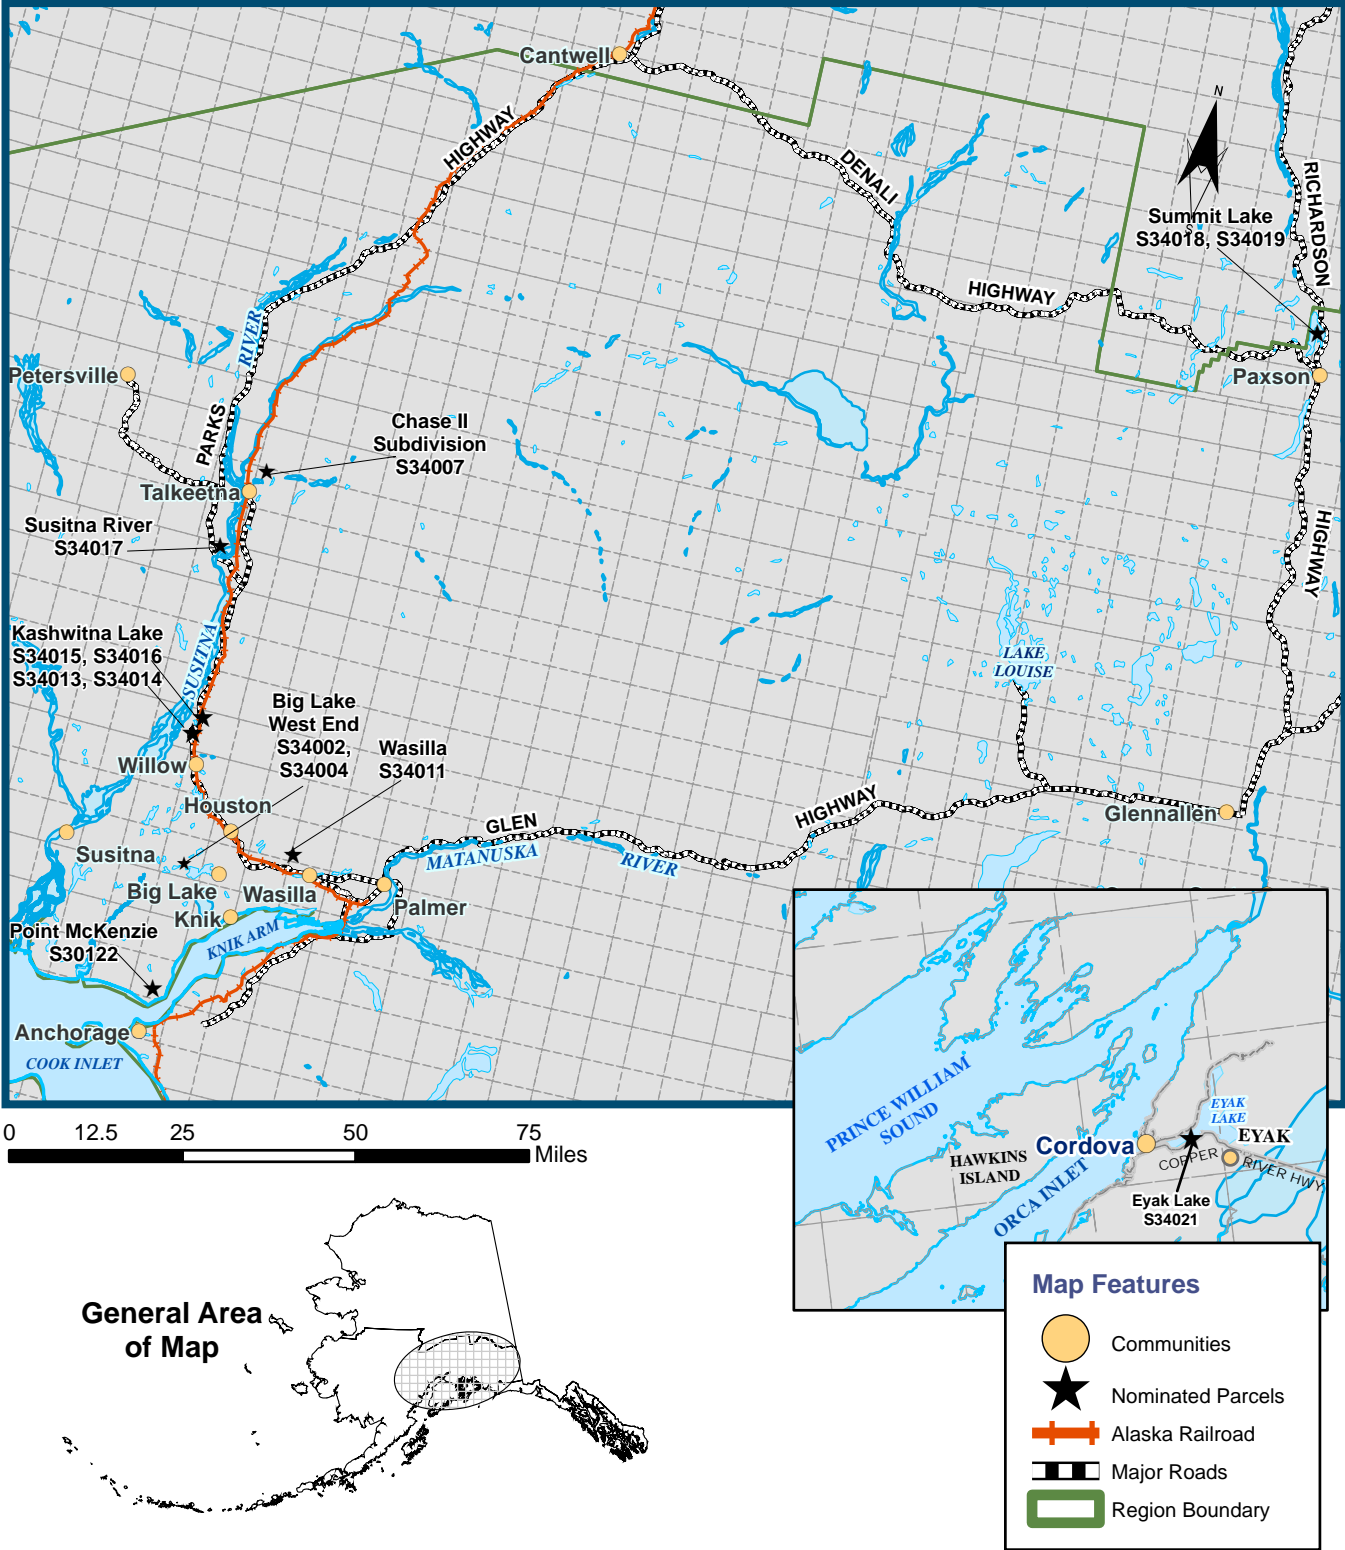 Cantwell
HIGHWAY
DENALI
RICHARDSON
N
S
Summit Lake
S34018, S34019
HIGHWAY
RIVER
Petersville
Paxson
PARKS
Chase II
Subdivision
S34007
Talkeetna
Susitna River
S34017
HIGHWAY
Kashwitna Lake
S34015, S34016
S34013, S34014
SUSITNA
LAKE
LOUISE
Big Lake
West End
S34002,
S34004
Wasilla
S34011
Willow
Houston
HIGHWAY
Glennallen
GLEN
MATANUSKA
RIVER
Susitna
Big Lake
Wasilla
Palmer
Knik
KNIK ARM
Point McKenzie
S30122
Anchorage
COOK INLET
PRINCE WILLIAM
SOUND
EYAK
LAKE
Cordova
EYAK
HAWKINS
ISLAND
COPPER
RIVER HWY
ORCA INLET
Eyak Lake
S34021
0 12.5 25 50 75
Miles
General Area
of Map
Map Features
Communities
Nominated Parcels
Alaska Railroad
Major Roads
Region Boundary